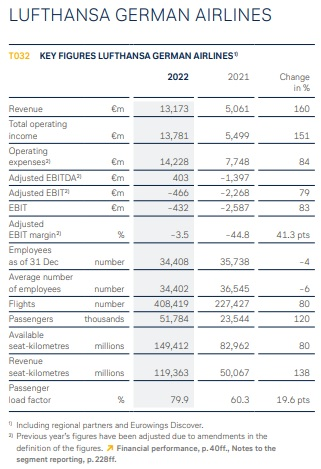 LUFTHANSA GERMAN AIRLINES
T032 KEY FIGURES LUFTHANSA GERMAN AIRLINES¹⁾
2022 2021 Change
in %
Revenue €m 13,173 5,061 160
Total operating
income €m 13,781 5,499 151
Operating
expenses²⁾ €m 14,228 7,748 84
Adjusted EBITDA²⁾ €m 403 –1,397
Adjusted EBIT²⁾ €m –466 –2,268 79
EBIT €m –432 –2,587 83
Adjusted
EBIT margin²⁾ % –3.5 –44.8 41.3 pts
Employees
as of 31 Dec number 34,408 35,738 –4
Average number
of employees number 34,402 36,545 –6
Flights number 408,419 227,427 80
Passengers thousands 51,784 23,544 120
Available
seat-kilometres millions 149,412 82,962 80
Revenue
seat-kilometres millions 119,363 50,067 138
Passenger
load factor % 79.9 60.3 19.6 pts
¹⁾ Including regional partners and Eurowings Discover.
²⁾ Previous year's figures have been adjusted due to amendments in the
definition of the figures. ↗ Financial performance, p. 40ff., Notes to the
segment reporting, p. 228ff.